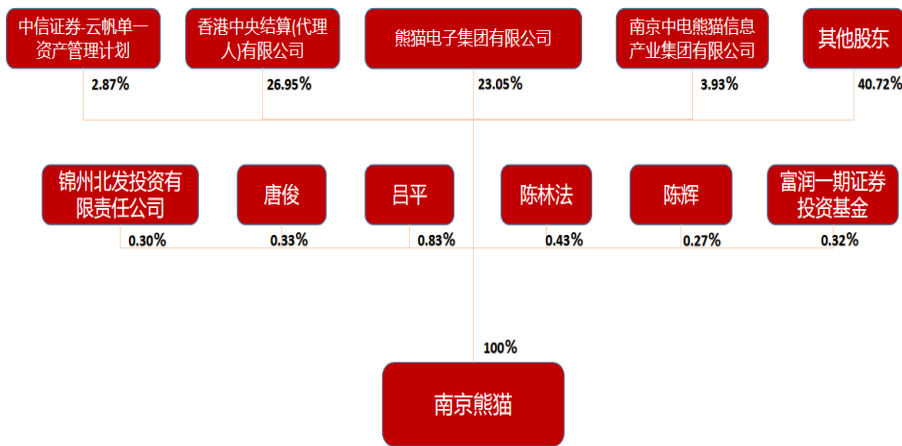 中信证券-云帆单一
资产管理计划
香港中央结算(代理
人)有限公司
熊猫电子集团有限公司
南京中电熊猫信息
产业集团有限公司
其他股东
2.87%
26.95%
23.05%
3.93%
40.72%
锦州北发投资有
限责任公司
唐俊
吕平
陈林法
陈辉
富润一期证券
投资基金
0.30%
0.33%
0.83%
0.43%
0.27%
0.32%
100%
南京熊猫